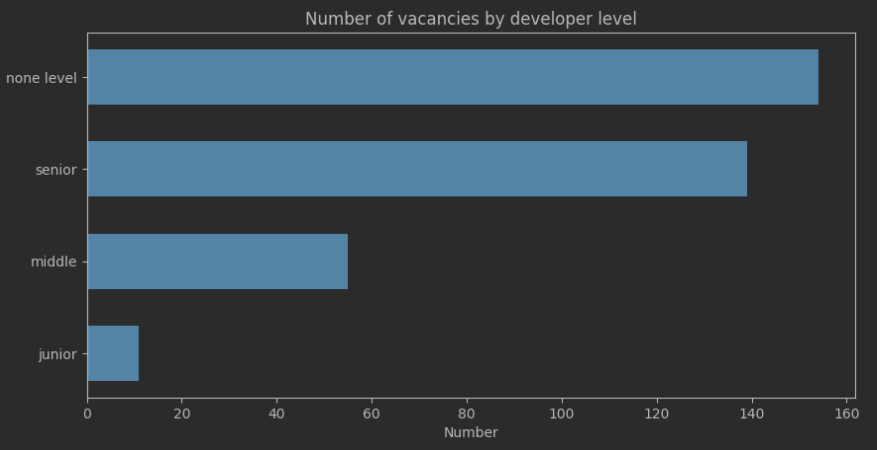 Number of vacancies by developer level
none level
senior
middle
junior
0 20 40 60 80 100 120 140 160
Number